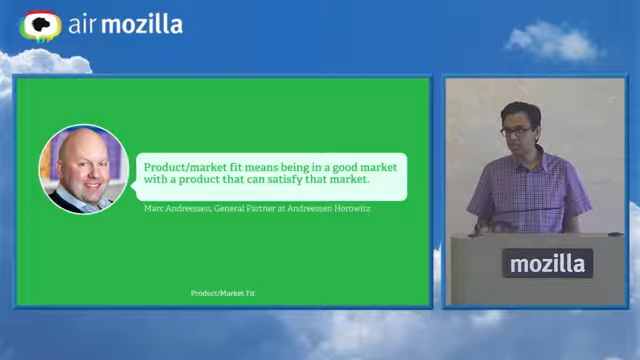 air mozilla
Product/market fit means being in a good market
with a product that can satisfy that market.
Marc Andreessen, General Partner at Andreessen Horowitz
Product/Market Fit
mozilla